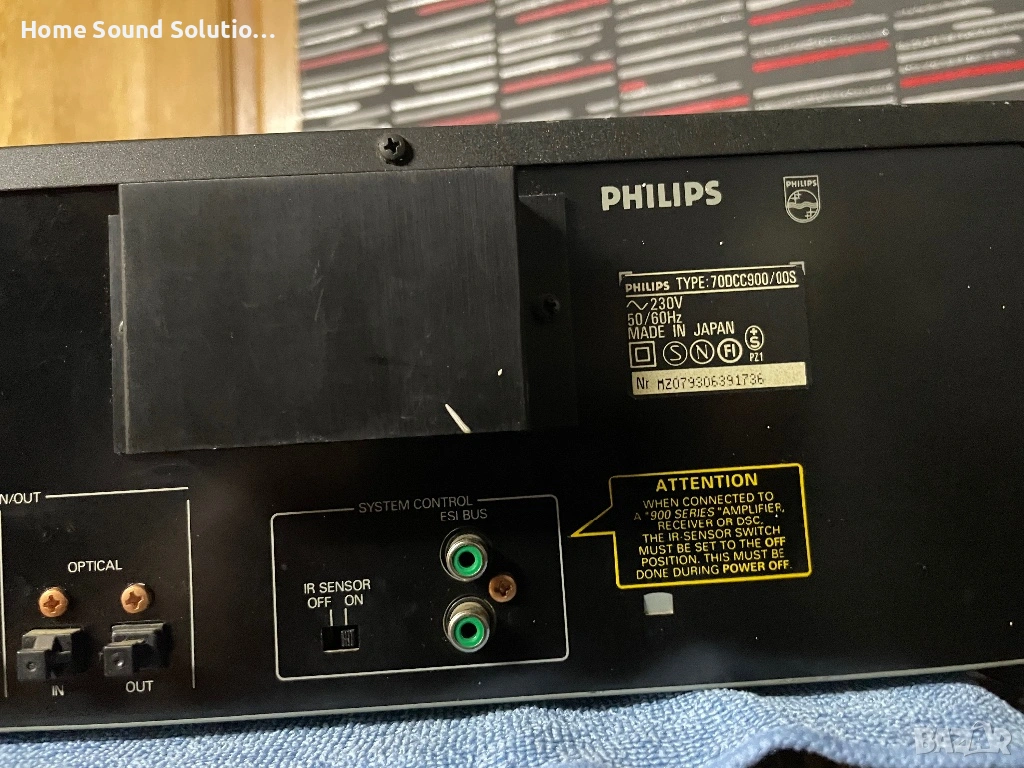 Home Sound Solutio...
PHILIPS
PHILIPS
PHILIPS TYPE: 70DCC900/00S
~230V
50/60Hz
MADE IN JAPAN
S N FI S
PZ1
Nr MZ079306391736
N/OUT
OPTICAL
IN
OUT
SYSTEM CONTROL
ESI BUS
IR SENSOR
OFF ON
ATTENTION
WHEN CONNECTED TO
A "900 SERIES" AMPLIFIER,
RECEIVER OR DSC,
THE IR-SENSOR SWITCH
MUST BE SET TO THE OFF
POSITION. THIS MUST BE
DONE DURING POWER OFF.
BAZAR